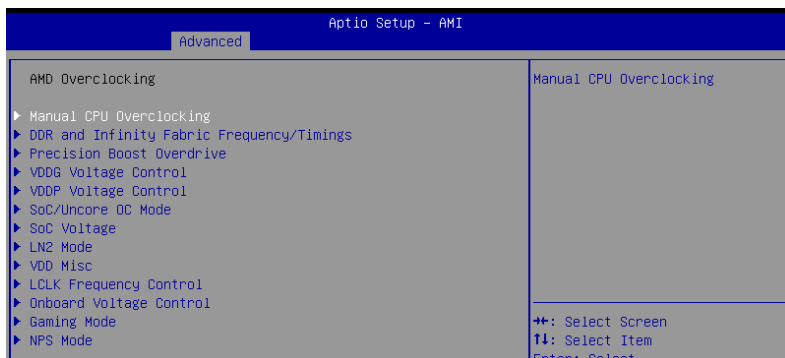 Aptio Setup - AMI
Advanced
AMD Overclocking
Manual CPU Overclocking
Manual CPU Overclocking
DDR and Infinity Fabric Frequency/Timings
Precision Boost Overdrive
VDDG Voltage Control
VDDP Voltage Control
SoC/Uncore OC Mode
SoC Voltage
LN2 Mode
VDD Misc
LCLK Frequency Control
Onboard Voltage Control
Gaming Mode
NPS Mode
→←: Select Screen
↑↓: Select Item
Enter: Select